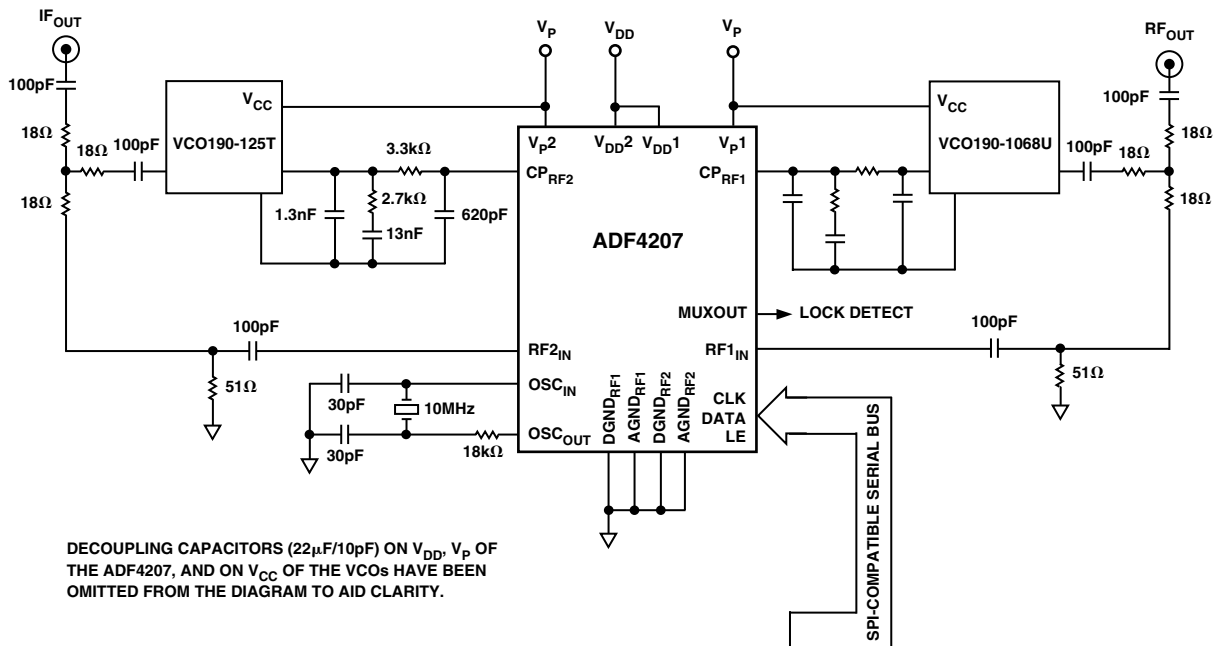 IFOUT
VP
VDD
VP
RFOUT
100pF
100pF
VCC
VCC
18Ω
18Ω
100pF
VCO190-125T
3.3kΩ
VP2
VDD2
VDD1
VP1
VCO190-1068U
100pF
18Ω
18Ω
CPRF2
CPRF1
18Ω
18Ω
1.3nF
2.7kΩ
620pF
13nF
ADF4207
MUXOUT
LOCK DETECT
100pF
100pF
RF2IN
RF1IN
51Ω
51Ω
30pF
10MHz
OSCIN
OSCOUT
30pF
18kΩ
DGNDRF1
AGNDRF1
DGNDRF2
AGNDRF2
CLK
DATA
LE
SPI-COMPATIBLE SERIAL BUS
DECOUPLING CAPACITORS (22μF/10pF) ON VDD, VP OF
THE ADF4207, AND ON VCC OF THE VCOs HAVE BEEN
OMITTED FROM THE DIAGRAM TO AID CLARITY.